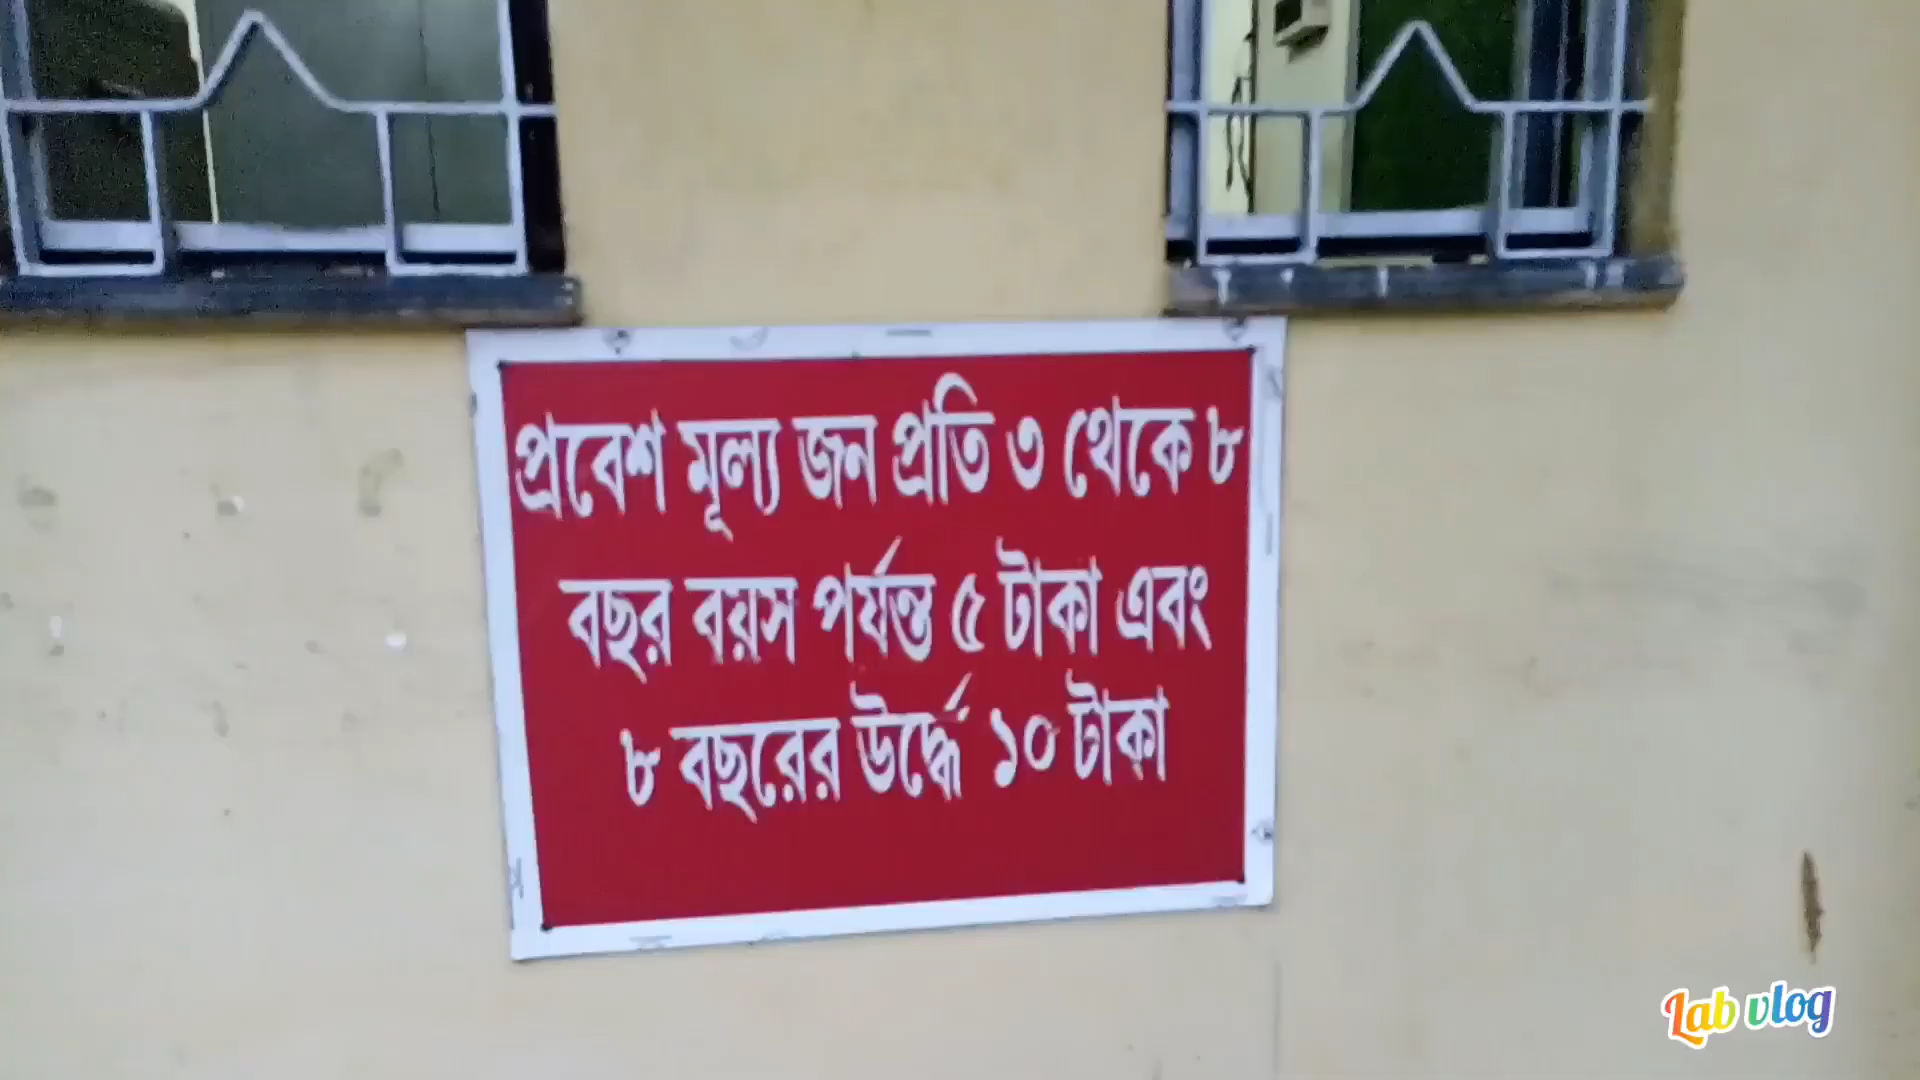 প্রবেশ মূল্য জন প্রতি ৩ থেকে ৮
বছর বয়স পর্যন্ত ৫ টাকা এবং
৮ বছরের উর্দ্ধে ১০ টাকা
Lab vlog